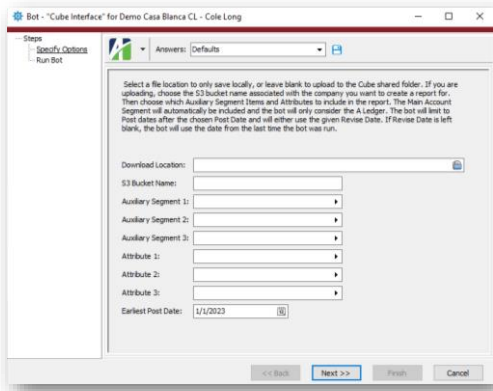 Bot - "Cube Interface" for Demo Casa Blanca CL - Cole Long
Steps
Specify Options
Run Bot
Answers: Defaults
Select a file location to only save locally, or leave blank to upload to the Cube shared folder. If you are
uploading, choose the S3 bucket name associated with the company you want to create a report for.
Then choose which Auxiliary Segment Items and Attributes to include in the report. The Main Account
Segment will automatically be included and the bot will only consider the A Ledger. The bot will limit to
Post dates after the chosen Post Date and will either use the given Revise Date. If Revise Date is left
blank, the bot will use the date from the last time the bot was run.
Download Location:
S3 Bucket Name:
Auxiliary Segment 1:
Auxiliary Segment 2:
Auxiliary Segment 3:
Attribute 1:
Attribute 2:
Attribute 3:
Earliest Post Date: 1/1/2023
<< Back Next >> Finish Cancel